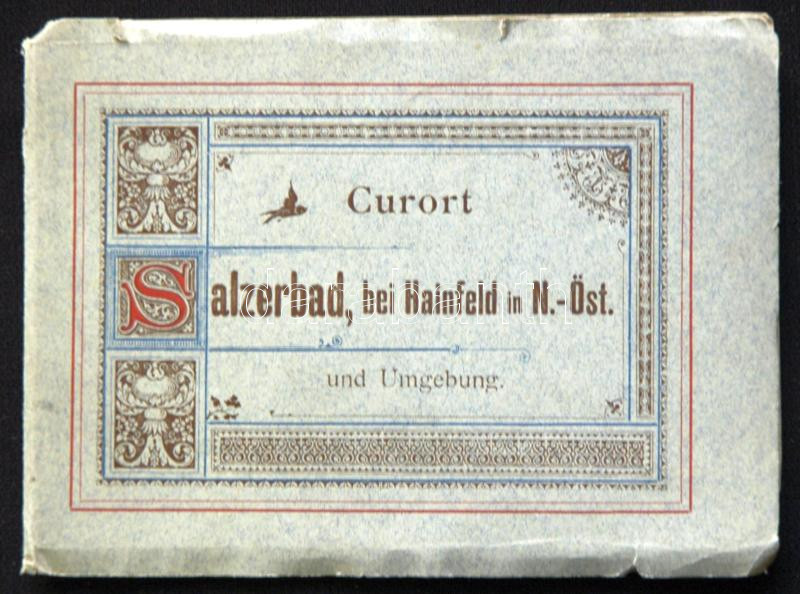 Curort
Salzerbad, bei Hainfeld in N.-Öst.
und Umgebung.